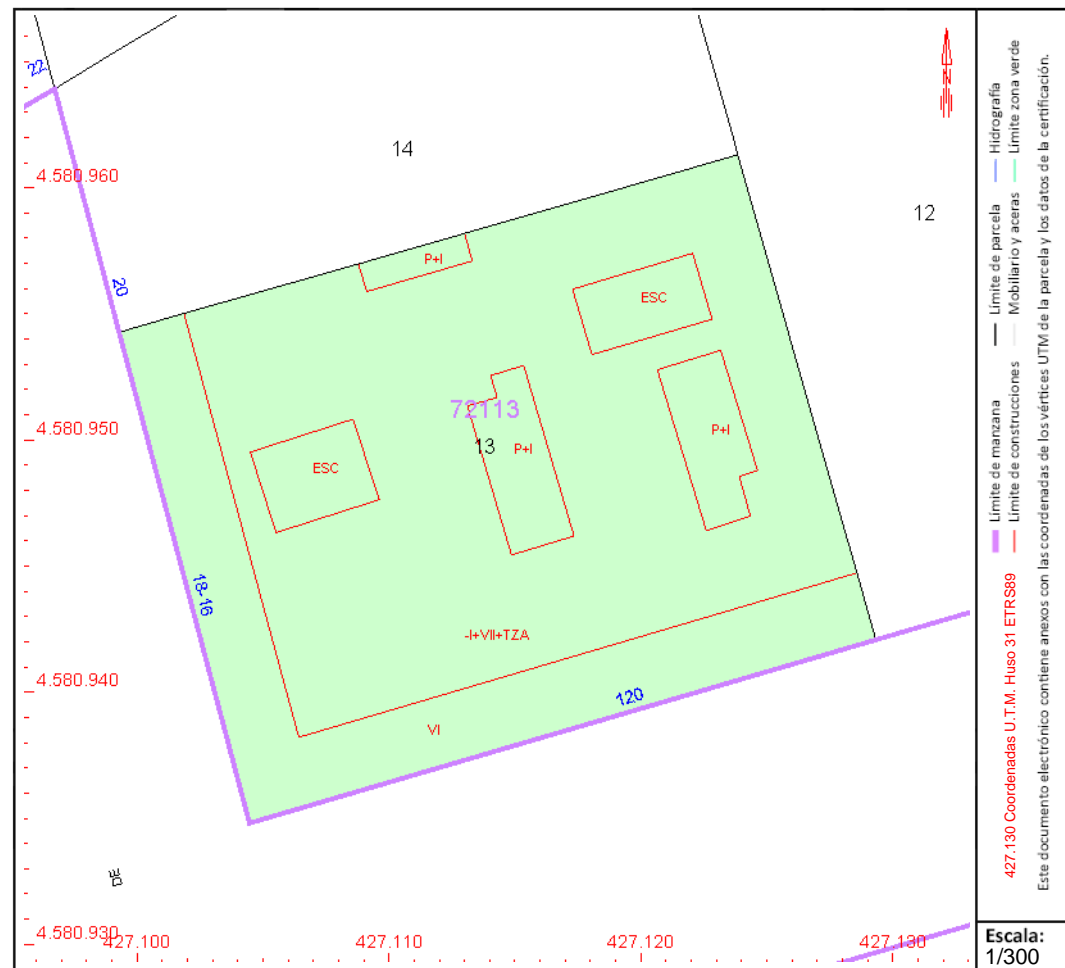 22
14
N
4.580.960
12
P+I
ESC
20
72113
4.580.950
13
P+I
P+I
ESC
18-16
-I+VII+TZA
4.580.940
120
VI
DE
4.580.930
427.100
427.110
427.120
427.130
427.130 Coordenadas U.T.M. Huso 31 ETRS89
Límite de manzana
Límite de parcela
Hidrografía
Límite de construcciones
Mobiliario y aceras
Límite zona verde
Este documento electrónico contiene anexos con las coordenadas de los vértices UTM de la parcela y los datos de la certificación.
Escala:
1/300